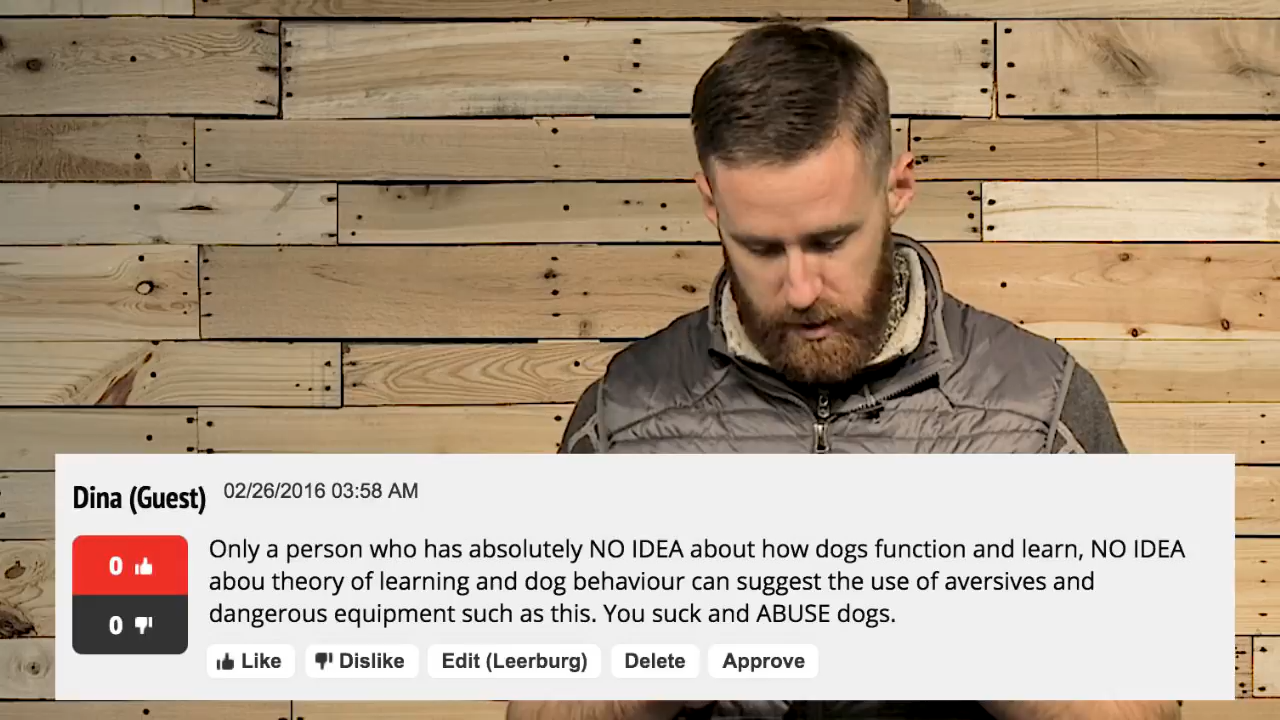 Dina (Guest) 02/26/2016 03:58 AM
0
0
Only a person who has absolutely NO IDEA about how dogs function and learn, NO IDEA
abou theory of learning and dog behaviour can suggest the use of aversives and
dangerous equipment such as this. You suck and ABUSE dogs.
Like Dislike Edit (Leerburg) Delete Approve